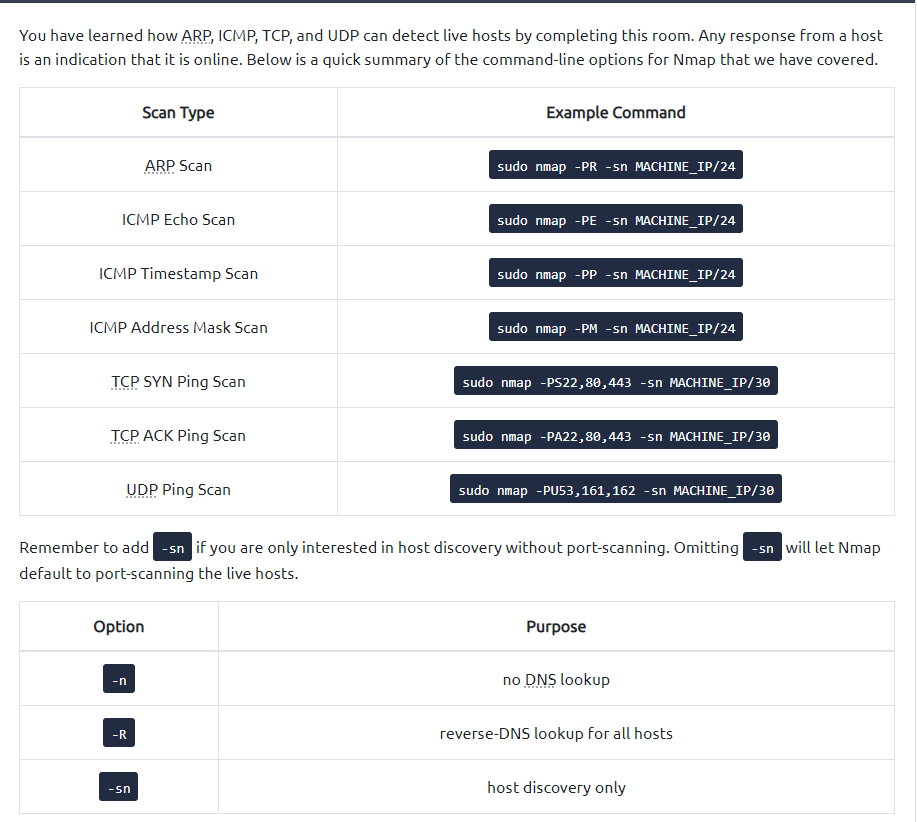 You have learned how ARP, ICMP, TCP, and UDP can detect live hosts by completing this room. Any response from a host
is an indication that it is online. Below is a quick summary of the command-line options for Nmap that we have covered.
Scan Type Example Command
ARP Scan sudo nmap -PR -sn MACHINE_IP/24
ICMP Echo Scan sudo nmap -PE -sn MACHINE_IP/24
ICMP Timestamp Scan sudo nmap -PP -sn MACHINE_IP/24
ICMP Address Mask Scan sudo nmap -PM -sn MACHINE_IP/24
TCP SYN Ping Scan sudo nmap -PS22,80,443 -sn MACHINE_IP/30
TCP ACK Ping Scan sudo nmap -PA22,80,443 -sn MACHINE_IP/30
UDP Ping Scan sudo nmap -PU53,161,162 -sn MACHINE_IP/30
Remember to add -sn if you are only interested in host discovery without port-scanning. Omitting -sn will let Nmap
default to port-scanning the live hosts.
Option Purpose
-n no DNS lookup
-R reverse-DNS lookup for all hosts
-sn host discovery only